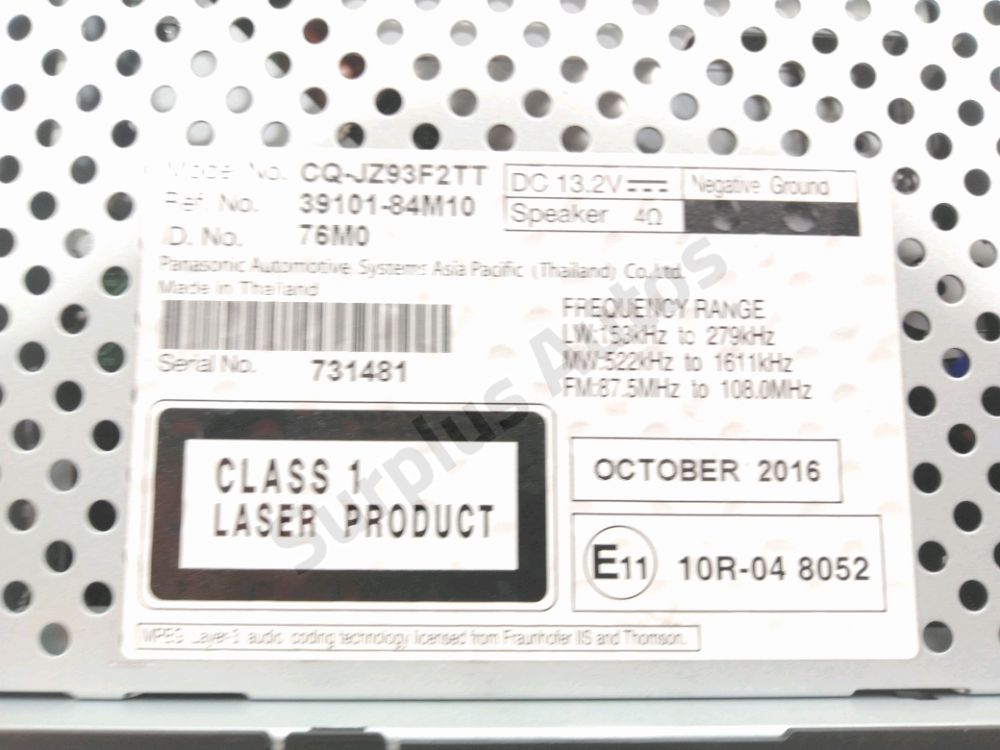 Model No. CQ-JZ93F2TT
Ref. No. 39101-84M10
I.D. No. 76M0
DC 13.2V Negative Ground
Speaker 4Ω
Panasonic Automotive Systems Asia Pacific (Thailand) Co.,Ltd.
Made in Thailand
Serial No. 731481
FREQUENCY RANGE
LW:153kHz to 279kHz
MW:522kHz to 1611kHz
FM:87.5MHz to 108.0MHz
CLASS 1
LASER PRODUCT
OCTOBER 2016
E11 10R-04 8052
MPEG Layer-3 audio coding technology licensed from Fraunhofer IIS and Thomson.
Surplus Autos